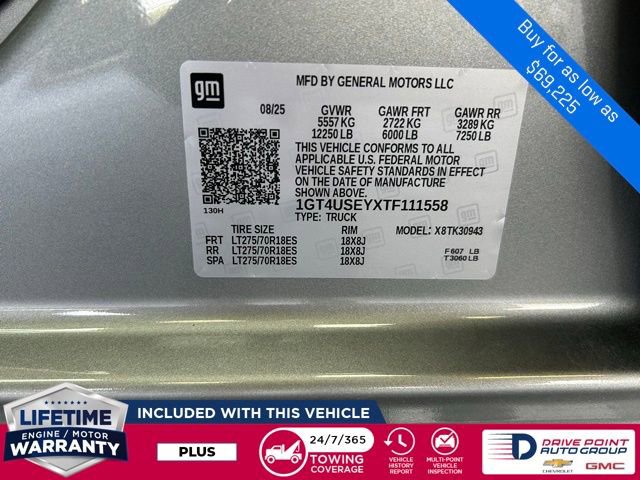 Buy for as low as
$69,225
gm
MFD BY GENERAL MOTORS LLC
08/25 GVWR GAWR FRT GAWR RR
5557 KG 2722 KG 3289 KG
12250 LB 6000 LB 7250 LB
THIS VEHICLE CONFORMS TO ALL
APPLICABLE U.S. FEDERAL MOTOR
VEHICLE SAFETY STANDARDS IN EFFECT
ON THE DATE OF MANUFACTURE
SHOWN ABOVE.
1GT4USEYXTF111558
130H TYPE: TRUCK MODEL: X8TK30943
TIRE SIZE RIM
FRT LT275/70R18ES 18X8J F 607 LB
RR LT275/70R18ES 18X8J T 3060 LB
SPA LT275/70R18ES 18X8J
LIFETIME
ENGINE / MOTOR
WARRANTY
INCLUDED WITH THIS VEHICLE
PLUS
24/7/365
TOWING
COVERAGE
VEHICLE
HISTORY
REPORT
MULTI-POINT
VEHICLE
INSPECTION
DRIVE POINT
AUTO GROUP
CHEVROLET GMC